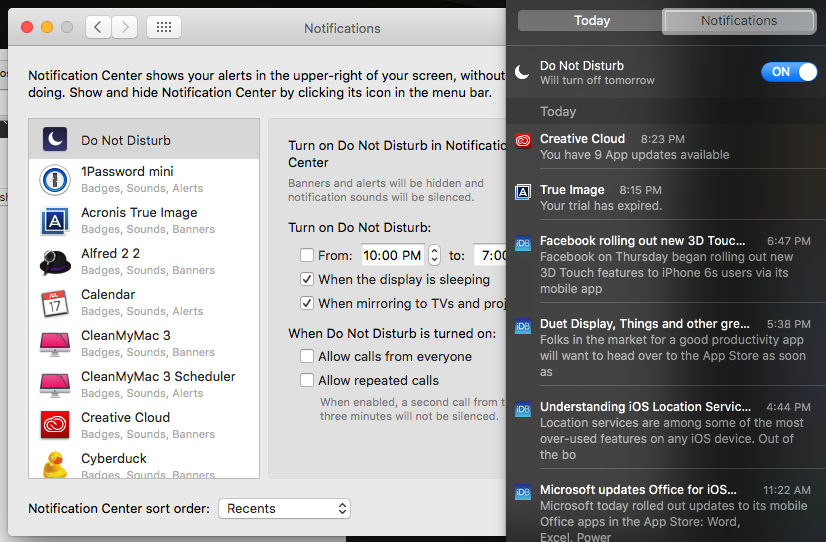 Notifications
Notification Center shows your alerts in the upper-right of your screen, without
doing. Show and hide Notification Center by clicking its icon in the menu bar.
Do Not Disturb
1Password mini
Badges, Sounds, Alerts
Acronis True Image
Badges, Sounds, Banners
Alfred 2 2
Badges, Sounds, Banners
Calendar
Badges, Sounds, Alerts
CleanMyMac 3
Badges, Sounds, Banners
CleanMyMac 3 Scheduler
Badges, Sounds, Alerts
Creative Cloud
Badges, Sounds, Banners
Cyberduck
Badges, Sounds, Banners
Turn on Do Not Disturb in Notificatio
Center
Banners and alerts will be hidden and
notification sounds will be silenced.
Turn on Do Not Disturb:
From: 10:00 PM to: 7:00
When the display is sleeping
When mirroring to TVs and proj
When Do Not Disturb is turned on:
Allow calls from everyone
Allow repeated calls
When enabled, a second call from t
three minutes will not be silenced.
Notification Center sort order: Recents
Today Notifications
Do Not Disturb
Will turn off tomorrow
ON
Today
Creative Cloud 8:23 PM
You have 9 App updates available
True Image 8:15 PM
Your trial has expired.
iDB
Facebook rolling out new 3D Touc... 6:47 PM
Facebook on Thursday began rolling out new
3D Touch features to iPhone 6s users via its
mobile app
iDB
Duet Display, Things and other gre... 5:38 PM
Folks in the market for a good productivity app
will want to head over to the App Store as soon
as
iDB
Understanding iOS Location Servic... 4:44 PM
Location services are among some of the most
over-used features on any iOS device. Out of
the bo
iDB
Microsoft updates Office for iOS... 11:22 AM
Microsoft today rolled out updates to its mobile
Office apps in the App Store: Word,
Excel, Power